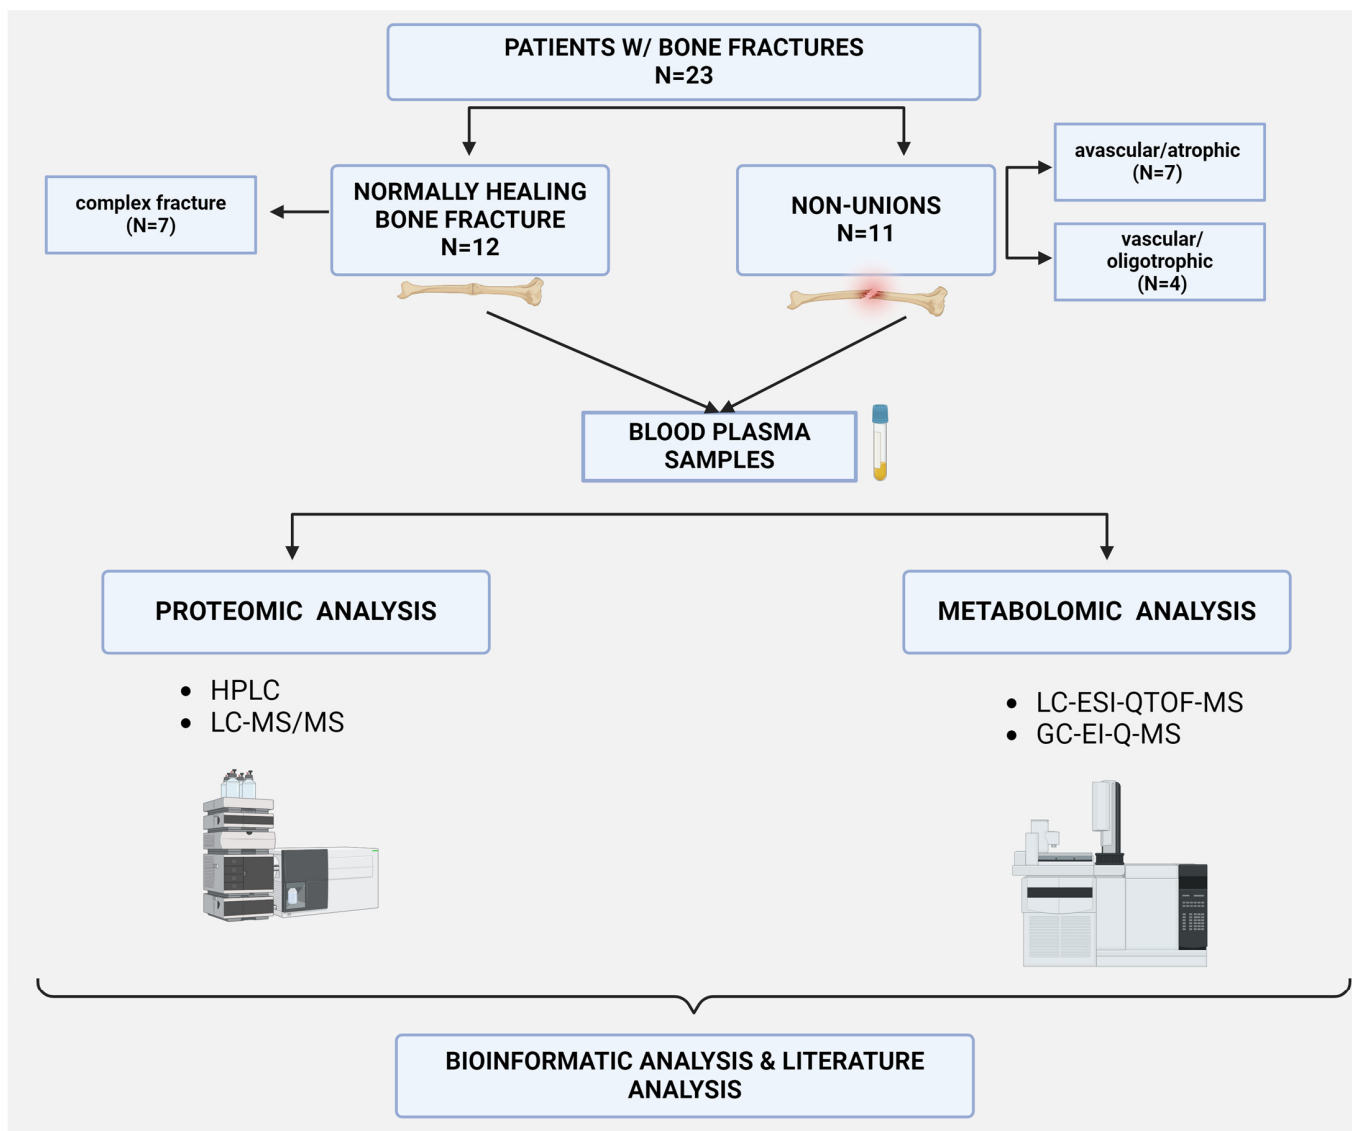 PATIENTS W/ BONE FRACTURES
N=23
complex fracture
(N=7)
NORMALLY HEALING
BONE FRACTURE
N=12
NON-UNIONS
N=11
avascular/atrophic
(N=7)
vascular/
oligotrophic
(N=4)
BLOOD PLASMA
SAMPLES
PROTEOMIC ANALYSIS
• HPLC
• LC-MS/MS
METABOLOMIC ANALYSIS
• LC-ESI-QTOF-MS
• GC-EI-Q-MS
BIOINFORMATIC ANALYSIS & LITERATURE
ANALYSIS